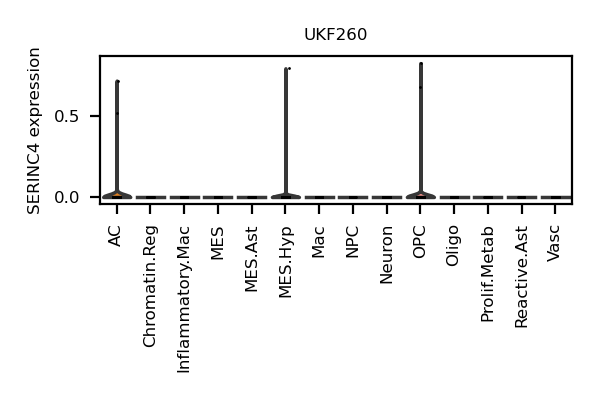 UKF260
SERINC4 expression
0.5
0.0
AC
Chromatin.Reg
Inflammatory.Mac
MES
MES.Ast
MES.Hyp
Mac
NPC
Neuron
OPC
Oligo
Prolif.Metab
Reactive.Ast
Vasc